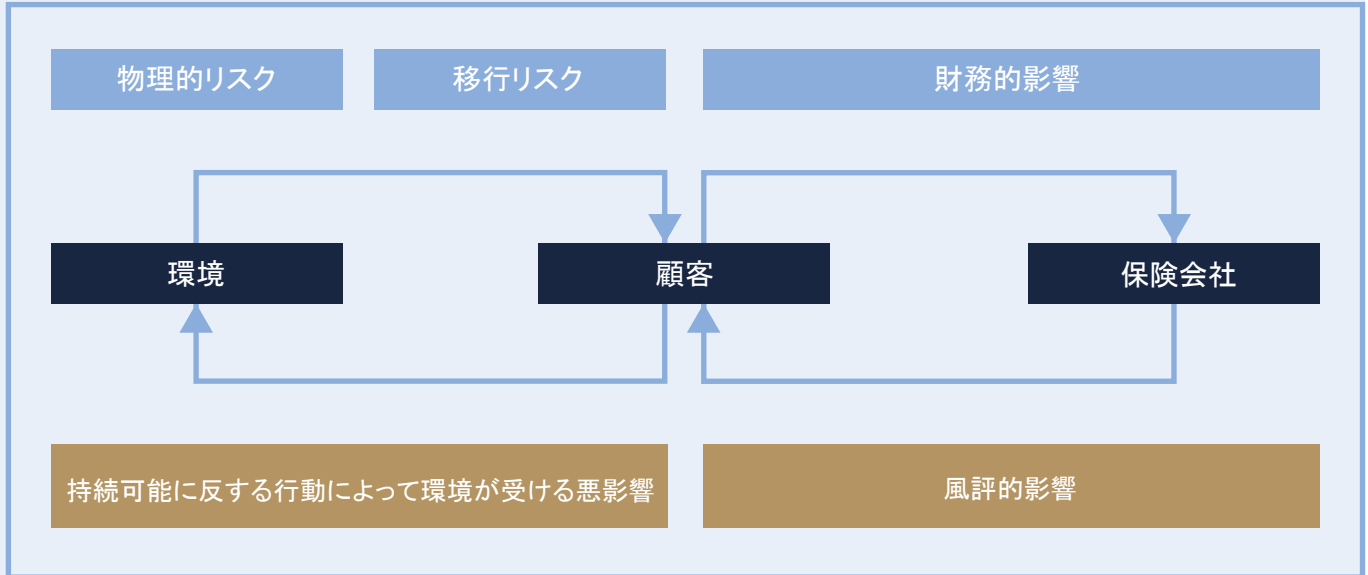 物理的リスク
移行リスク
財務的影響
環境
顧客
保険会社
持続可能に反する行動によって環境が受ける悪影響
風評的影響